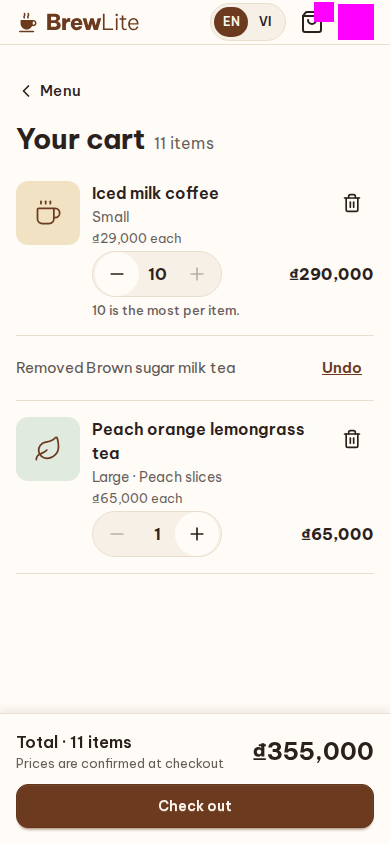 BrewLite
EN VI
Menu
Your cart 11 items
Iced milk coffee
Small
₫29,000 each
10
₫290,000
10 is the most per item.
Removed Brown sugar milk tea Undo
Peach orange lemongrass
tea
Large · Peach slices
₫65,000 each
1
₫65,000
Total · 11 items
Prices are confirmed at checkout
₫355,000
Check out